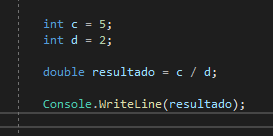 int c = 5;
int d = 2;
double resultado = c / d;
Console.WriteLine(resultado);